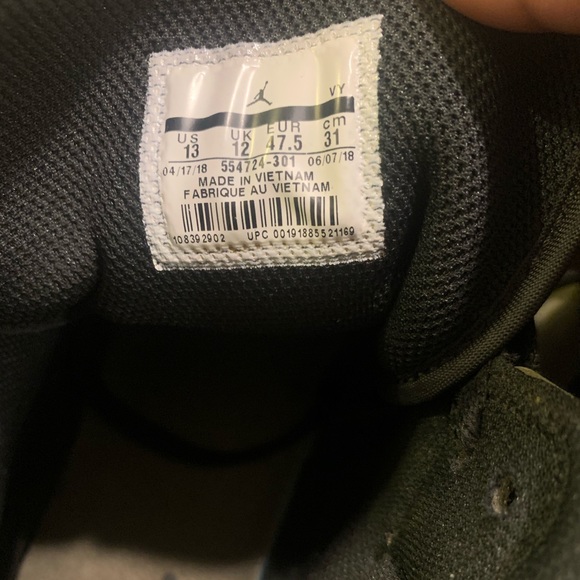 VY
US UK EUR cm
13 12 47.5 31
04/17/18 554724-301 06/07/18
MADE IN VIETNAM
FABRIQUE AU VIETNAM
108392902 UPC 00191885521169